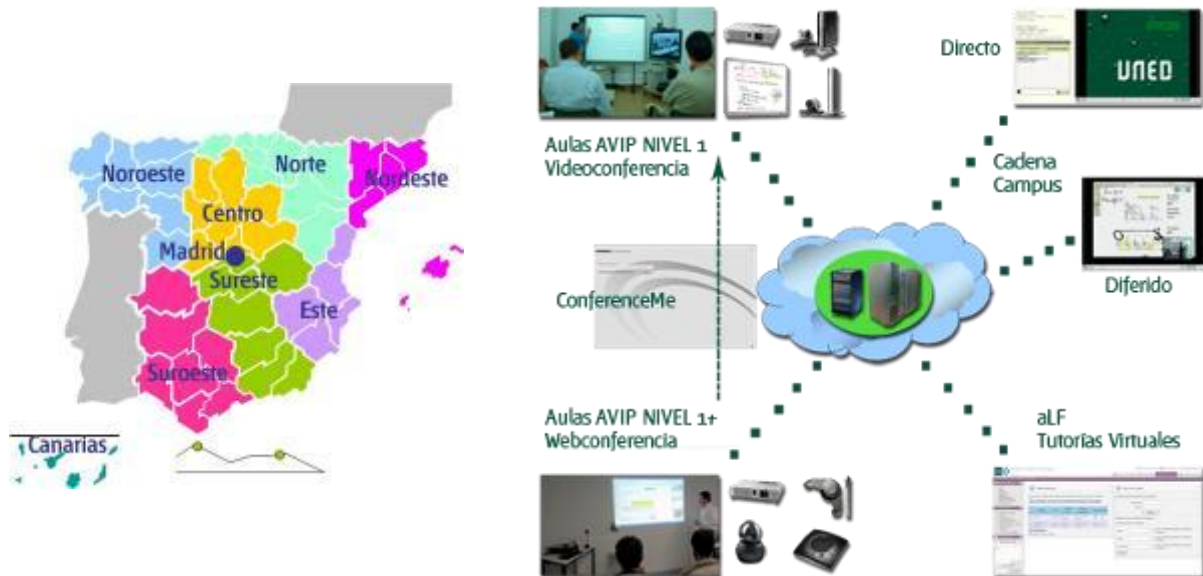 Noroeste
Norte
Nordeste
Centro
Madrid
Sureste
Este
Suroeste
Canarias
Aulas AVIP NIVEL 1
Videoconferencia
ConferenceMe
Aulas AVIP NIVEL 1+
Webconferencia
Directo
UNED
Cadena
Campus
Diferido
aLF
Tutorías Virtuales